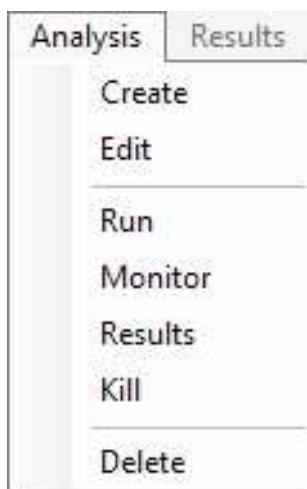 Analysis Results
Create
Edit
Run
Monitor
Results
Kill
Delete